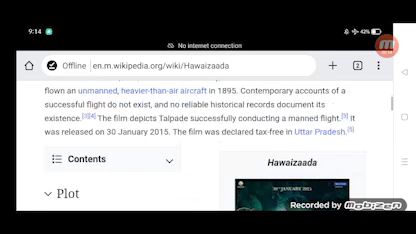 9:14
42%
No internet connection
Offline en.m.wikipedia.org/wiki/Hawaizaada
2
flown an unmanned, heavier-than-air aircraft in 1895. Contemporary accounts of a
successful flight do not exist, and no reliable historical records document its
existence.[3][4] The film depicts Talpade successfully conducting a manned flight.[3] It
was released on 30 January 2015. The film was declared tax-free in Uttar Pradesh.[5]
Contents
Hawaizaada
Plot
30TH JANUARY 2015
Recorded by MOBIZEN